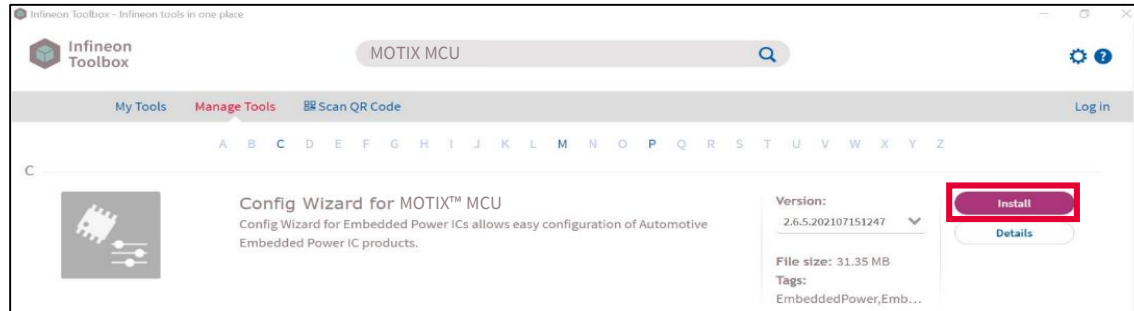 Infineon Toolbox - Infineon tools in one place
Infineon
Toolbox
MOTIX MCU
My Tools Manage Tools Scan QR Code Log in
A B C D E F G H I J K L M N O P Q R S T U V W X Y Z
C
Config Wizard for MOTIX™ MCU
Config Wizard for Embedded Power ICs allows easy configuration of Automotive
Embedded Power IC products.
Version:
2.6.5.202107151247
File size: 31.35 MB
Tags:
EmbeddedPower,Emb...
Install
Details